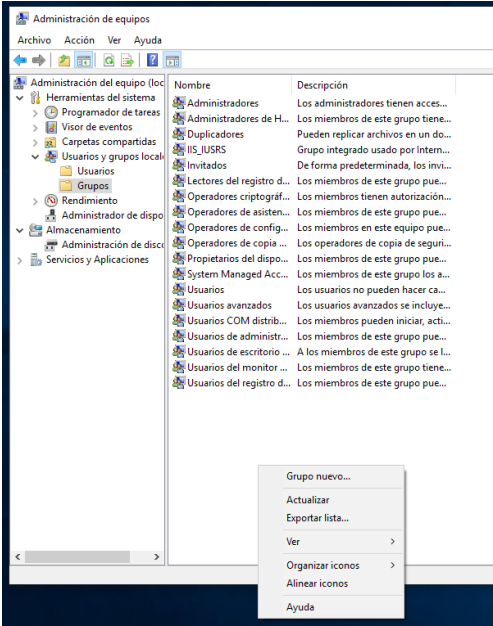 Administración de equipos
Archivo Acción Ver Ayuda
Administración del equipo (loc
Herramientas del sistema
Programador de tareas
Visor de eventos
Carpetas compartidas
Usuarios y grupos locale
Usuarios
Grupos
Rendimiento
Administrador de dispo
Almacenamiento
Administración de disco
Servicios y Aplicaciones
Nombre Descripción
Administradores Los administradores tienen acces...
Administradores de H... Los miembros de este grupo tiene...
Duplicadores Pueden replicar archivos en un do...
IIS_IUSRS Grupo integrado usado por Intern...
Invitados De forma predeterminada, los invi...
Lectores del registro d... Los miembros de este grupo pue...
Operadores criptográf... Los miembros tienen autorización...
Operadores de asisten... Los miembros de este grupo pue...
Operadores de config... Los miembros en este equipo pue...
Operadores de copia ... Los operadores de copia de seguri...
Propietarios del dispo... Los miembros de este grupo pue...
System Managed Acc... Los miembros de este grupo los a...
Usuarios Los usuarios no pueden hacer ca...
Usuarios avanzados Los usuarios avanzados se incluye...
Usuarios COM distrib... Los miembros pueden iniciar, acti...
Usuarios de administr... Los miembros de este grupo pue...
Usuarios de escritorio ... A los miembros de este grupo se l...
Usuarios del monitor ... Los miembros de este grupo tiene...
Usuarios del registro d... Los miembros de este grupo pue...
Grupo nuevo...
Actualizar
Exportar lista...
Ver
Organizar iconos
Alinear iconos
Ayuda